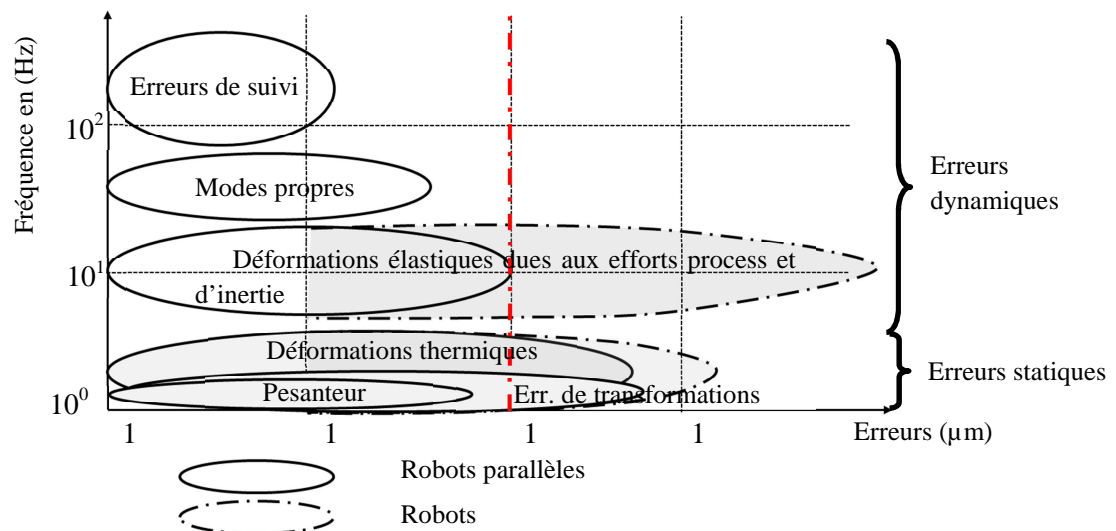 Fréquence en (Hz)
Erreurs de suivi
10²
Modes propres
Erreurs
dynamiques
Déformations élastiques dues aux efforts process et
10¹
d’inertie
Déformations thermiques
Erreurs statiques
Pesanteur
Err. de transformations
10⁰
1 1 1 1 Erreurs (µm)
Robots parallèles
Robots